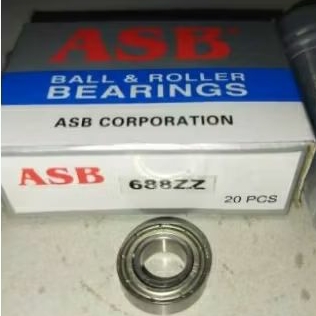 ASB
BALL & ROLLER
BEARINGS
ASB CORPORATION
ASB 688ZZ 20 PCS